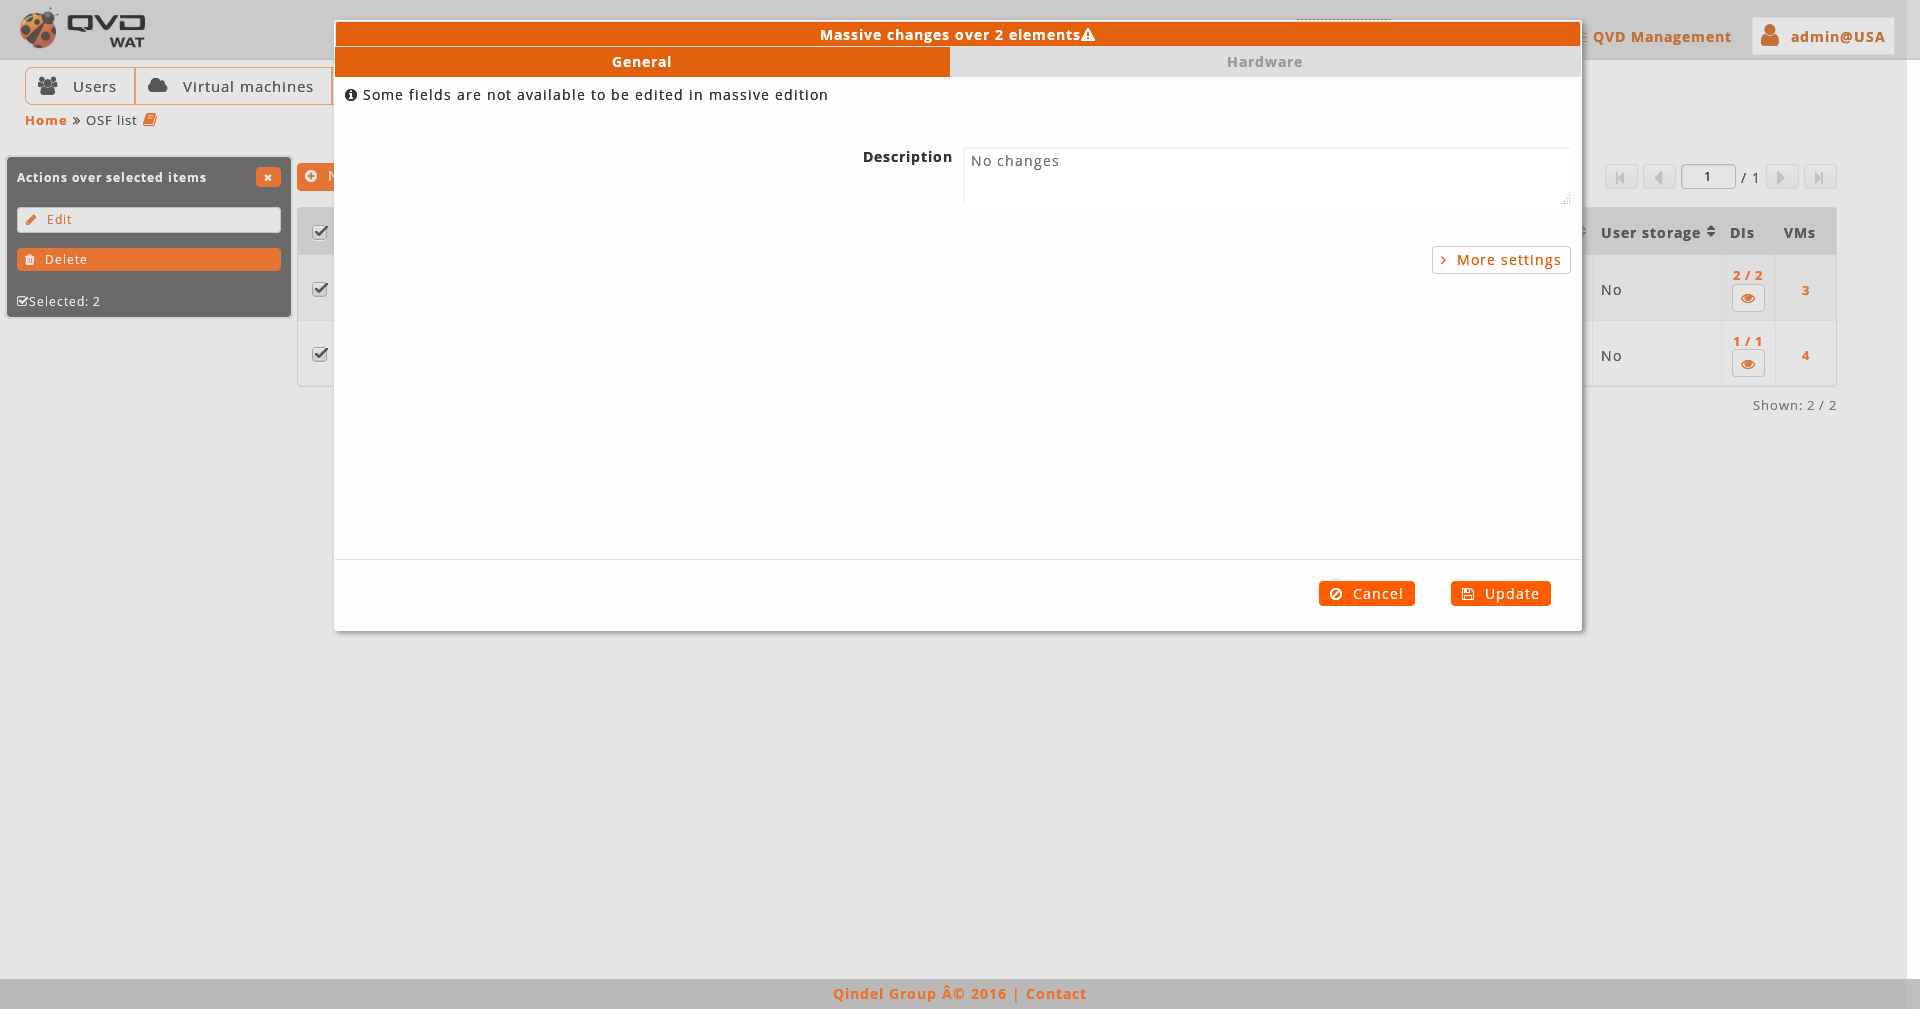 QVD
WAT
QVD Management
admin@USA
Users
Virtual machines
Home » OSF list
Massive changes over 2 elements
General
Hardware
Some fields are not available to be edited in massive edition
Description
No changes
More settings
Cancel
Update
Actions over selected items
Edit
Delete
Selected: 2
1 / 1
User storage
DIs
VMs
No
2 / 2
3
No
1 / 1
4
Shown: 2 / 2
Qindel Group Â© 2016 | Contact